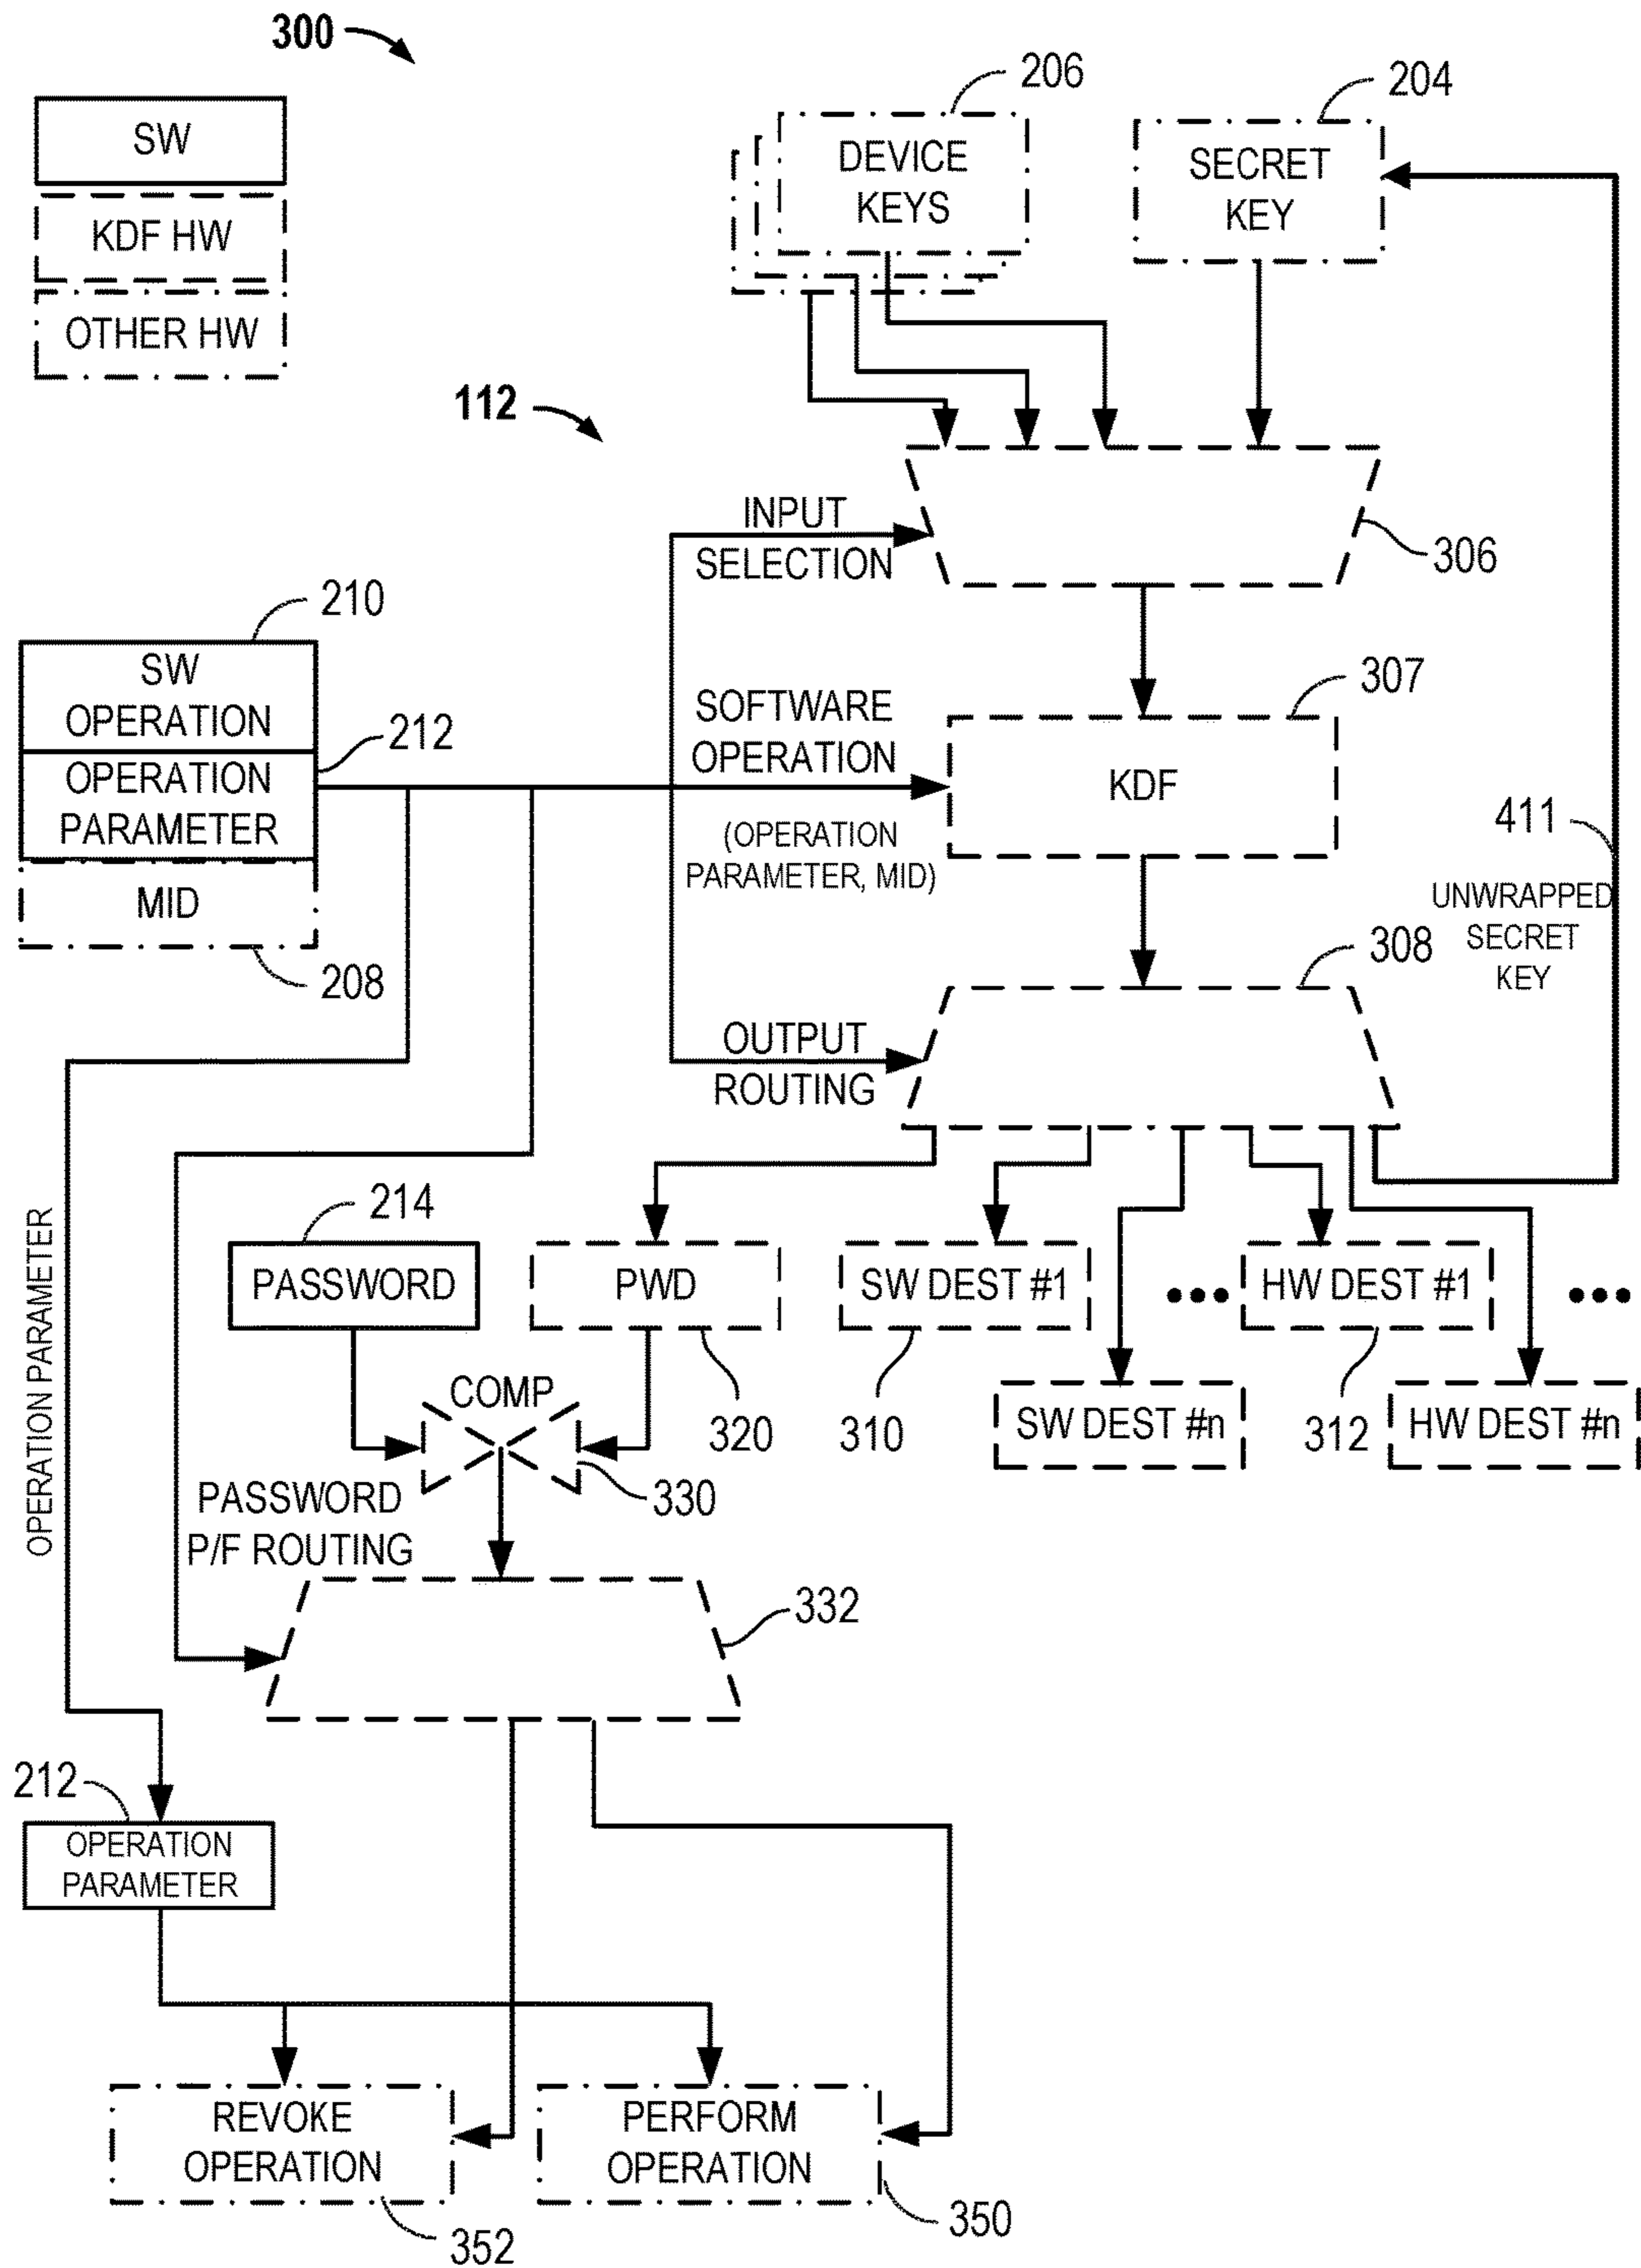 300
SW
KDF HW
OTHER HW
206
204
DEVICE
KEYS
SECRET
KEY
112
INPUT
SELECTION
306
210
SW
OPERATION
212
OPERATION
PARAMETER
MID
208
SOFTWARE
OPERATION
(OPERATION
PARAMETER, MID)
307
KDF
411
UNWRAPPED
SECRET
KEY
308
OUTPUT
ROUTING
OPERATION PARAMETER
214
PASSWORD
PWD
SW DEST #1
•••
HW DEST #1
•••
COMP
320
310
SW DEST #n
312
HW DEST #n
330
PASSWORD
P/F ROUTING
332
212
OPERATION
PARAMETER
REVOKE
OPERATION
PERFORM
OPERATION
352
350